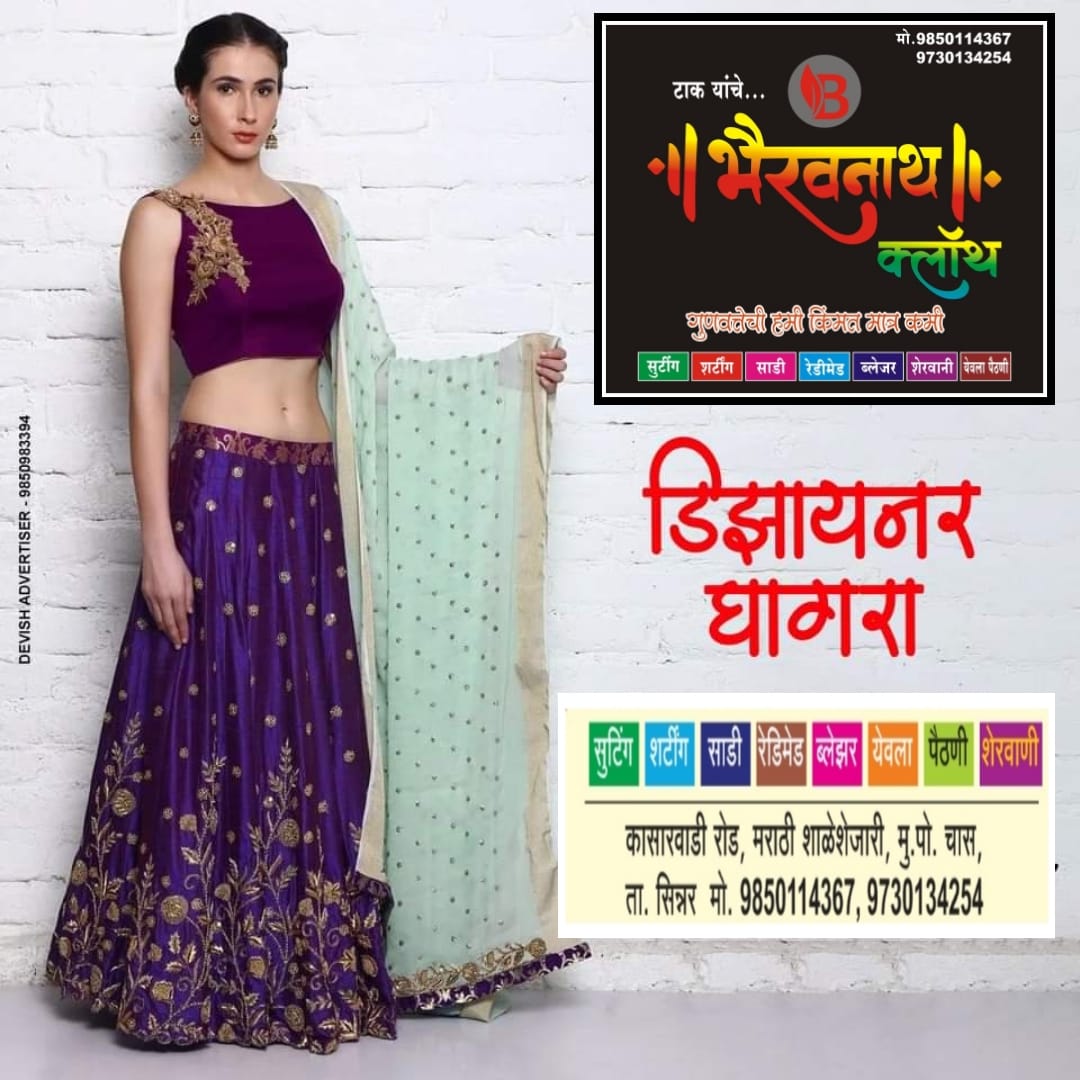 मो.9850114367
9730134254
टाक यांचे...
B
भैरवनाथ
क्लॉथ
गुणवत्तेची हमी किंमत मात्र कमी
सुटींग शर्टींग साडी रेडीमेड ब्लेजर शेरवानी येवला पैठणी
डिझायनर
घागरा
सुटिंग शर्टींग साडी रेडिमेड ब्लेझर येवला पैठणी शेरवाणी
कासारवाडी रोड, मराठी शाळेशेजारी, मु.पो. चास,
ता. सिन्नर मो. 9850114367, 9730134254
DEVISH ADVERTISER - 9850983394